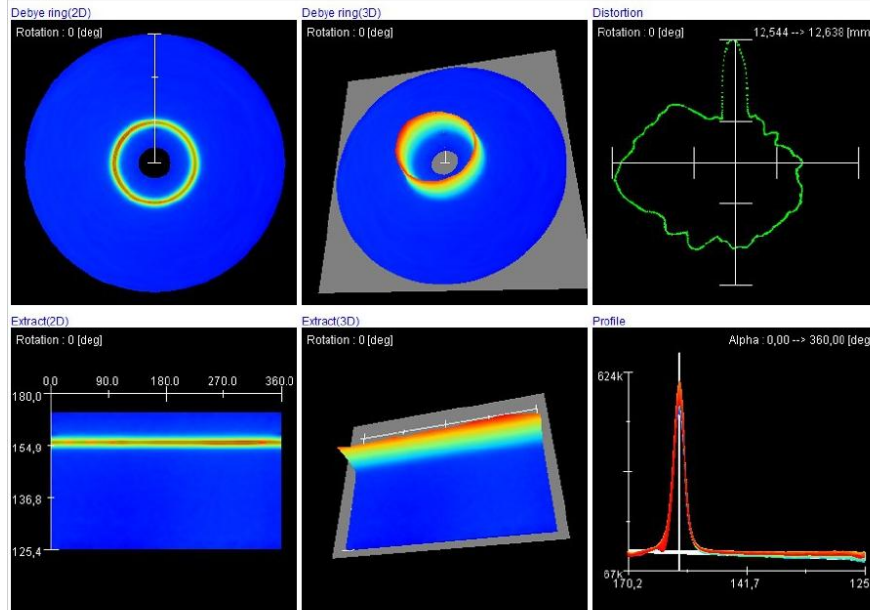 Debye ring(2D)
Rotation : 0 [deg]
Debye ring(3D)
Rotation : 0 [deg]
Distortion
Rotation : 0 [deg]
12,544 --> 12,638 [mm
Extract(2D)
Rotation : 0 [deg]
0,0 90,0 180,0 270,0 360,0
180,0
154,9
136,8
125,4
Extract(3D)
Rotation : 0 [deg]
Profile
Alpha : 0,00 --> 360,00 [deg
624k
67k
170,2 141,7 125